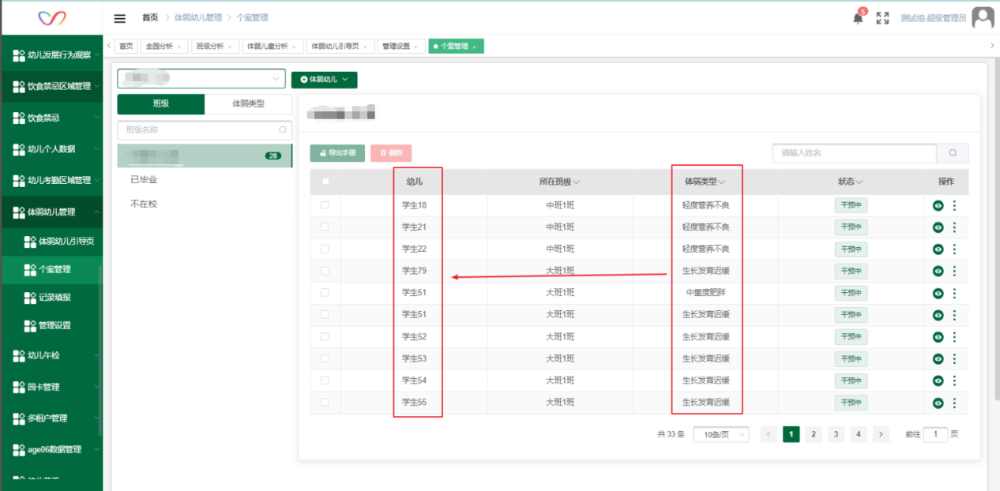 首页 体弱幼儿管理 个案管理
5
测试组-超级管理员
首页 全园分析 班级分析 体弱儿童分析 体弱幼儿引导页 管理设置 个案管理
幼儿发展行为观察
饮食禁忌区域管理
饮食禁忌
幼儿个人数据
幼儿考勤区域管理
体弱幼儿管理
体弱幼儿引导页
个案管理
记录填报
管理设置
幼儿午检
园卡管理
多租户管理
age06数据管理
体弱幼儿
班级 体弱类型
班级名称
28
已毕业
不在校
导出手册 删除
请输入姓名
幼儿 所在班级 体弱类型 状态 操作
学生18 中班1班 轻度营养不良 干预中
学生21 中班1班 轻度营养不良 干预中
学生22 中班1班 轻度营养不良 干预中
学生79 大班1班 生长发育迟缓 干预中
学生51 大班1班 中重度肥胖 干预中
学生51 大班1班 生长发育迟缓 干预中
学生52 大班1班 生长发育迟缓 干预中
学生53 大班1班 生长发育迟缓 干预中
学生54 大班1班 生长发育迟缓 干预中
学生55 大班1班 生长发育迟缓 干预中
共 33 条 10条/页 1 2 3 4 前往 1 页